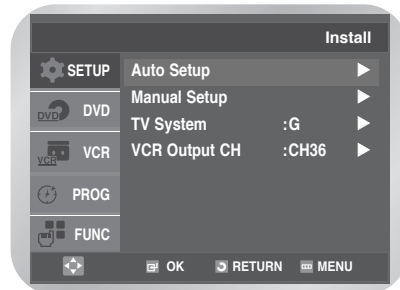 Install
SETUP
DVD
DVD
VCR
VCR
PROG
FUNC
Auto Setup
Manual Setup
TV System :G
VCR Output CH :CH36
OK RETURN MENU